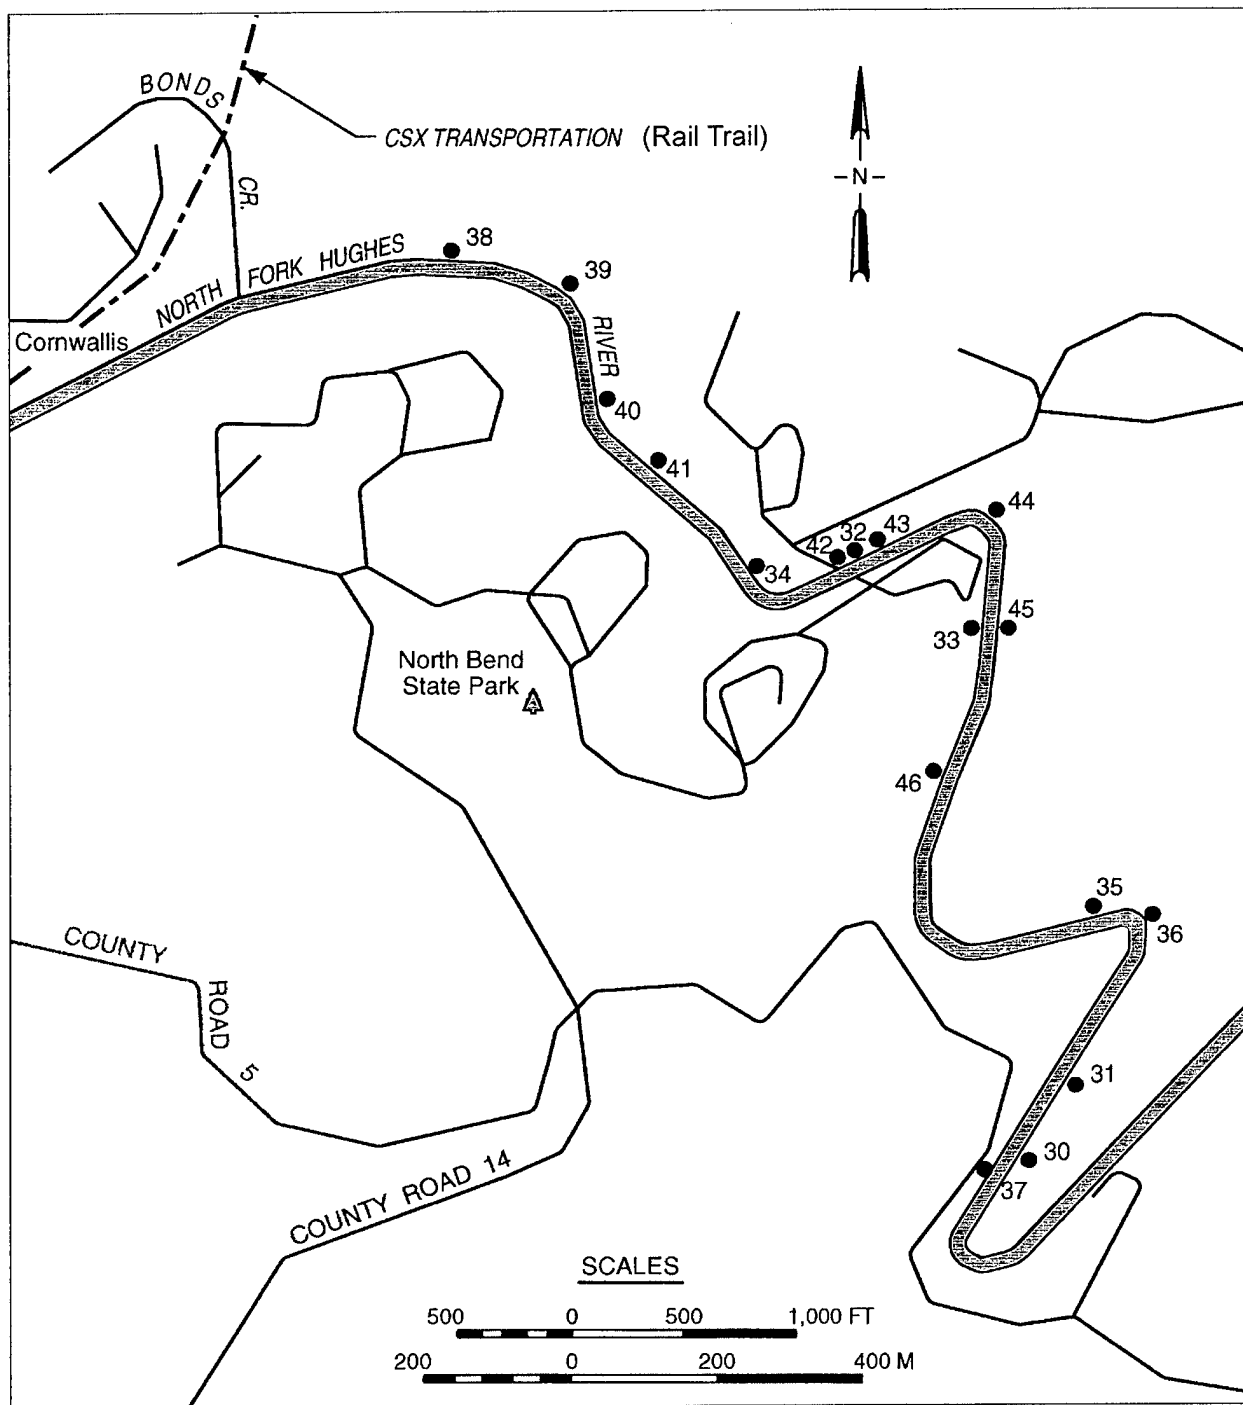 BONDS
CR.
CSX TRANSPORTATION (Rail Trail)
-N-
NORTH FORK HUGHES
RIVER
Cornwallis
38
39
40
41
34
42
32
43
44
33
45
46
35
36
31
30
37
North Bend
State Park
COUNTY
ROAD
5
COUNTY ROAD 14
SCALES
500 0 500 1,000 FT
200 0 200 400 M